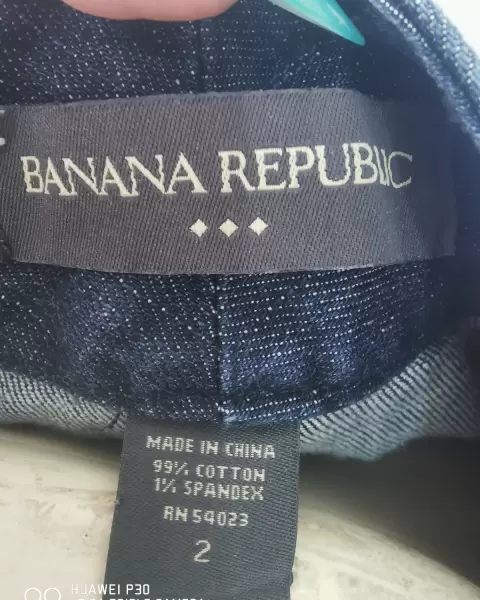 BANANA REPUBLIC
MADE IN CHINA
99% COTTON
1% SPANDEX
RN 54023
2
HUAWEI P30